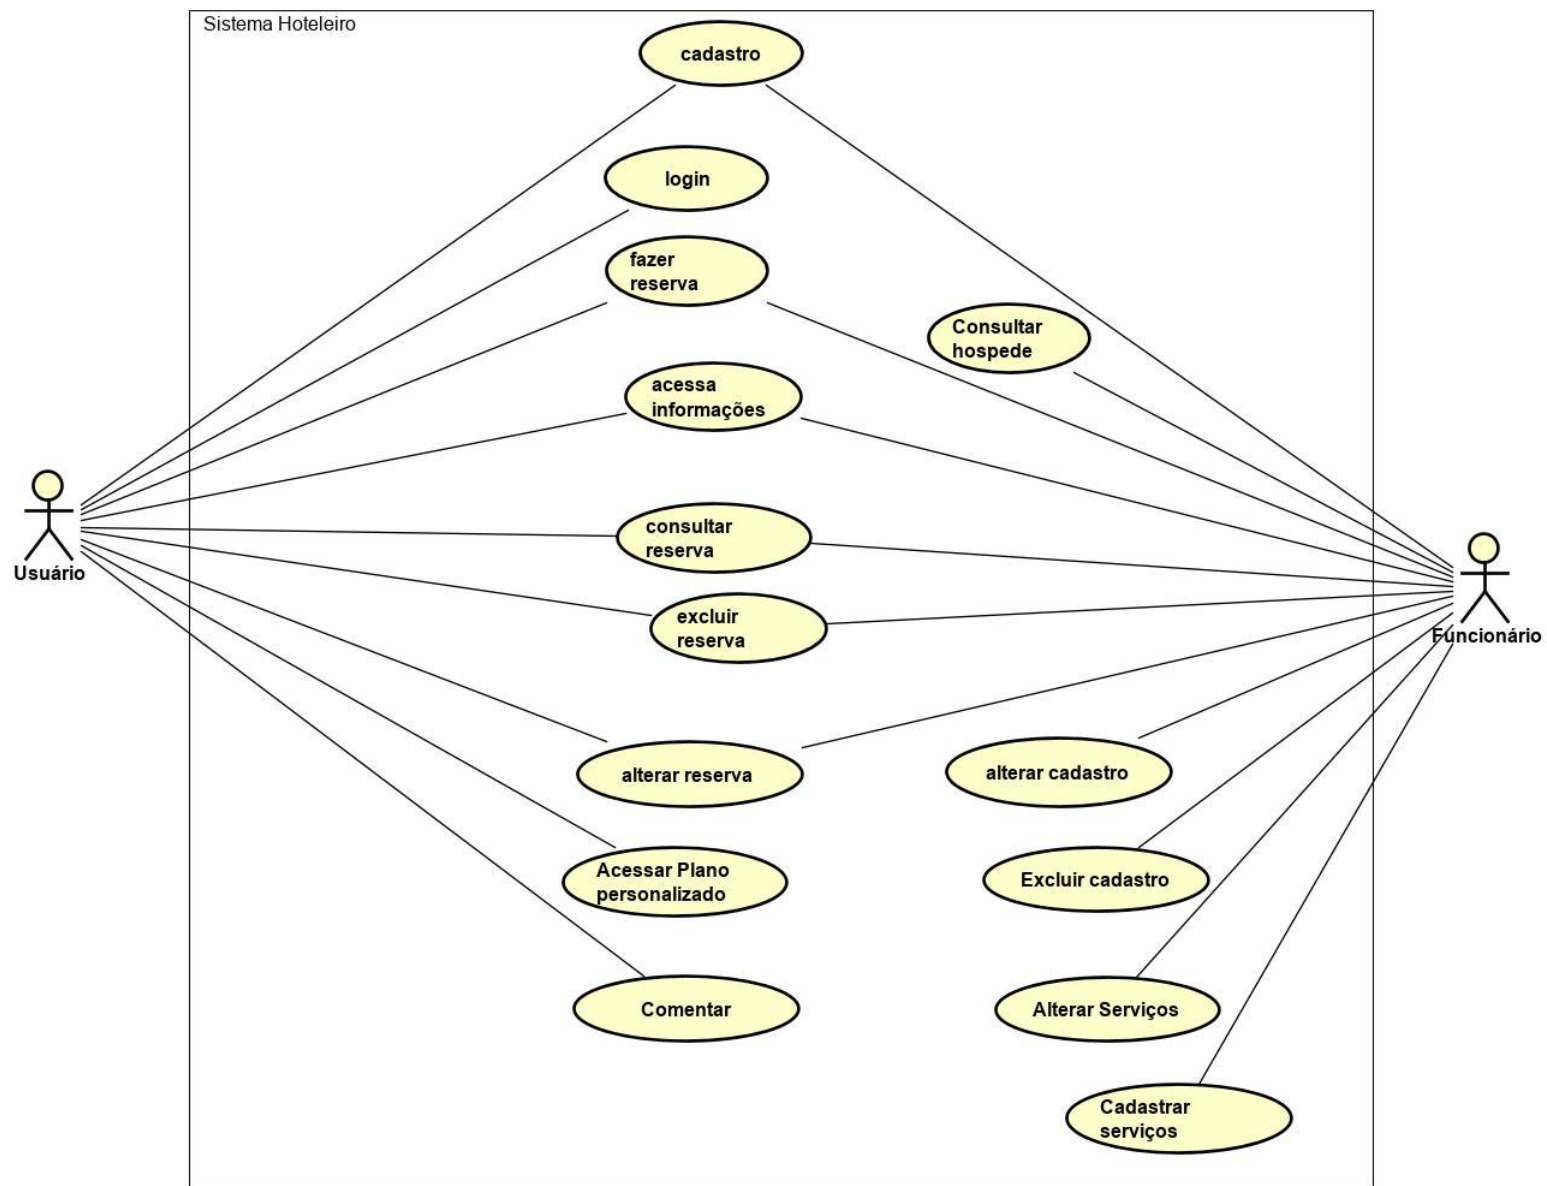 Sistema Hoteleiro
cadastro
login
fazer
reserva
Consultar
hospede
acessa
informações
consultar
reserva
Usuário
excluir
reserva
Funcionário
alterar reserva
alterar cadastro
Acessar Plano
personalizado
Excluir cadastro
Comentar
Alterar Serviços
Cadastrar
serviços